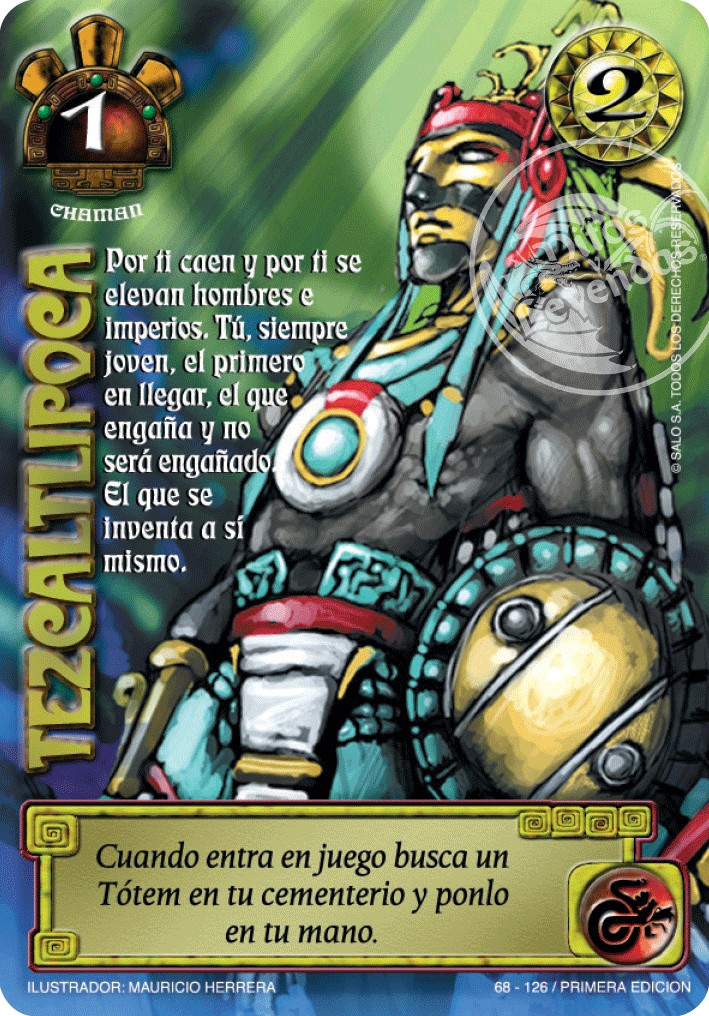 1
2
CHAMAN
TEZCALTLIPOCA
Por ti caen y por ti se
elevan hombres e
imperios. Tú, siempre
joven, el primero
en llegar, el que
engaña y no
será engañado.
El que se
inventa a sí
mismo.
Mitos y
Leyendas
© SALO S.A. TODOS LOS DERECHOS RESERVADOS
Cuando entra en juego busca un
Tótem en tu cementerio y ponlo
en tu mano.
ILUSTRADOR: MAURICIO HERRERA
68 - 126 / PRIMERA EDICION